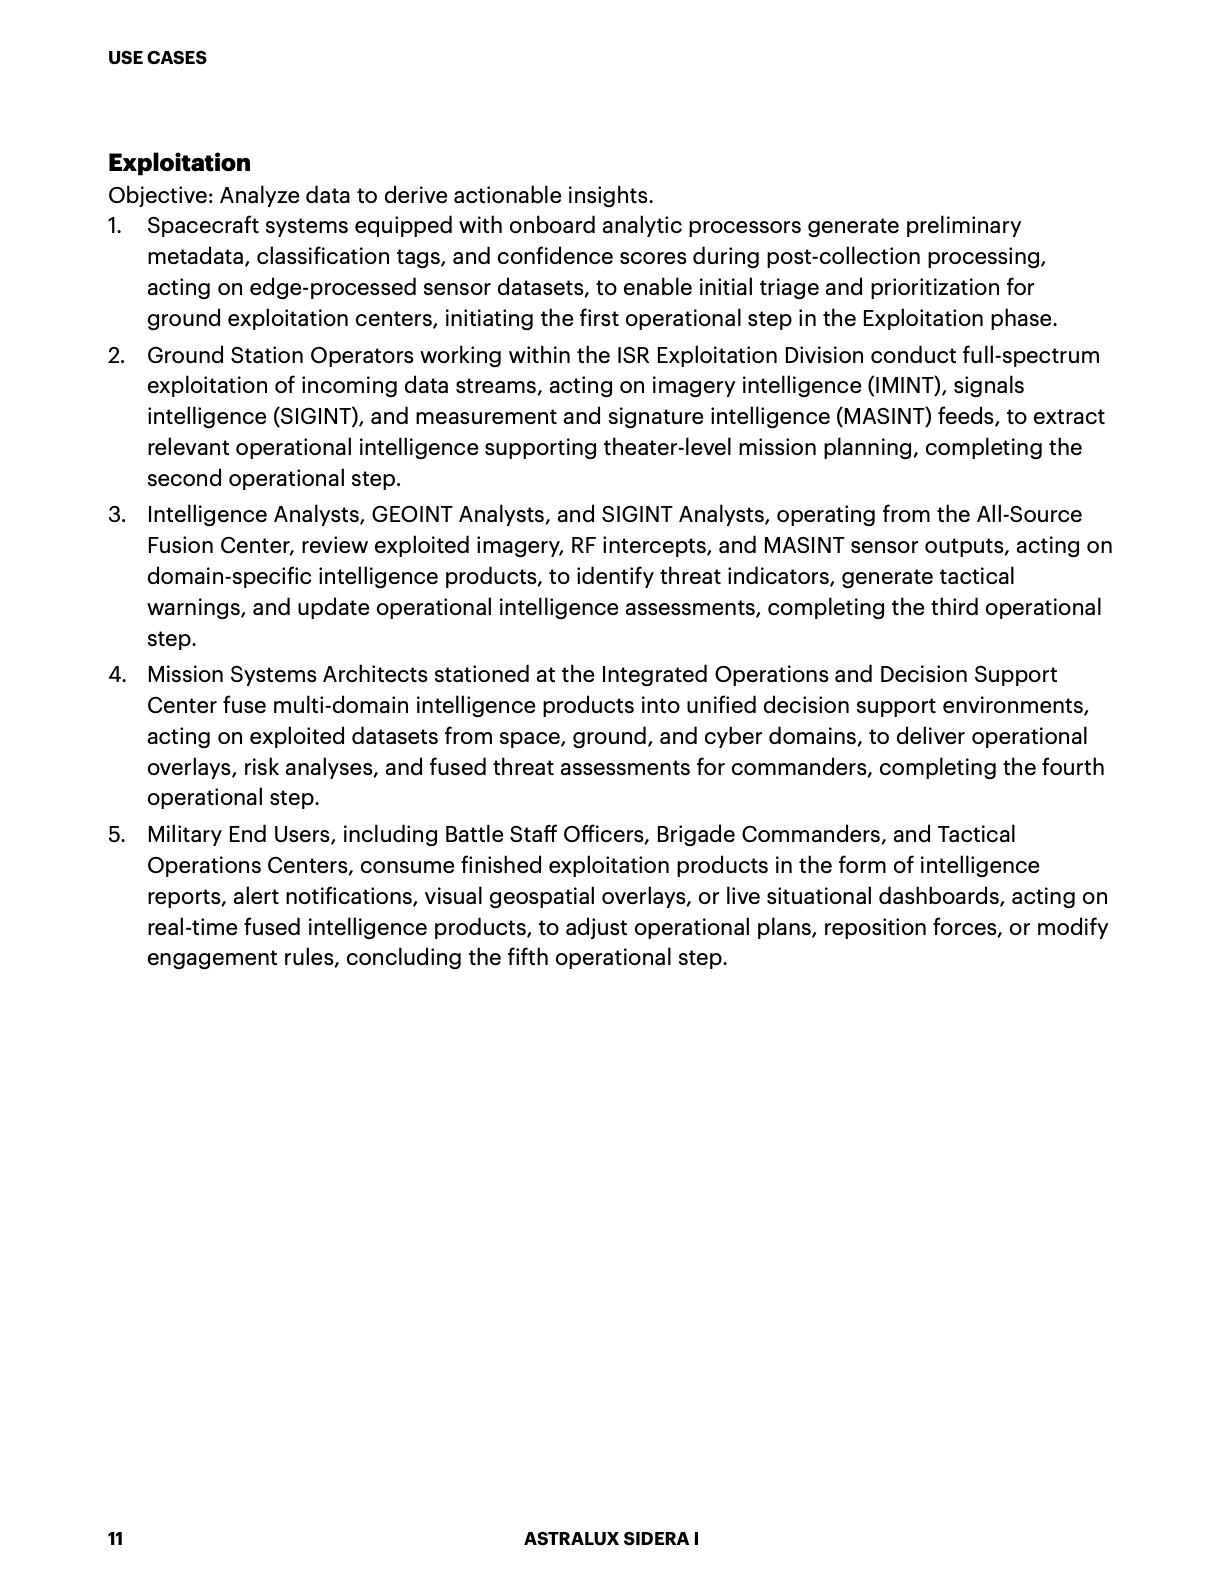 USE CASES
Exploitation
Objective: Analyze data to derive actionable insights.
1. Spacecraft systems equipped with onboard analytic processors generate preliminary
metadata, classification tags, and confidence scores during post-collection processing,
acting on edge-processed sensor datasets, to enable initial triage and prioritization for
ground exploitation centers, initiating the first operational step in the Exploitation phase.
2. Ground Station Operators working within the ISR Exploitation Division conduct full-spectrum
exploitation of incoming data streams, acting on imagery intelligence (IMINT), signals
intelligence (SIGINT), and measurement and signature intelligence (MASINT) feeds, to extract
relevant operational intelligence supporting theater-level mission planning, completing the
second operational step.
3. Intelligence Analysts, GEOINT Analysts, and SIGINT Analysts, operating from the All-Source
Fusion Center, review exploited imagery, RF intercepts, and MASINT sensor outputs, acting on
domain-specific intelligence products, to identify threat indicators, generate tactical
warnings, and update operational intelligence assessments, completing the third operational
step.
4. Mission Systems Architects stationed at the Integrated Operations and Decision Support
Center fuse multi-domain intelligence products into unified decision support environments,
acting on exploited datasets from space, ground, and cyber domains, to deliver operational
overlays, risk analyses, and fused threat assessments for commanders, completing the fourth
operational step.
5. Military End Users, including Battle Staff Officers, Brigade Commanders, and Tactical
Operations Centers, consume finished exploitation products in the form of intelligence
reports, alert notifications, visual geospatial overlays, or live situational dashboards, acting on
real-time fused intelligence products, to adjust operational plans, reposition forces, or modify
engagement rules, concluding the fifth operational step.
11 ASTRALUX SIDERA I